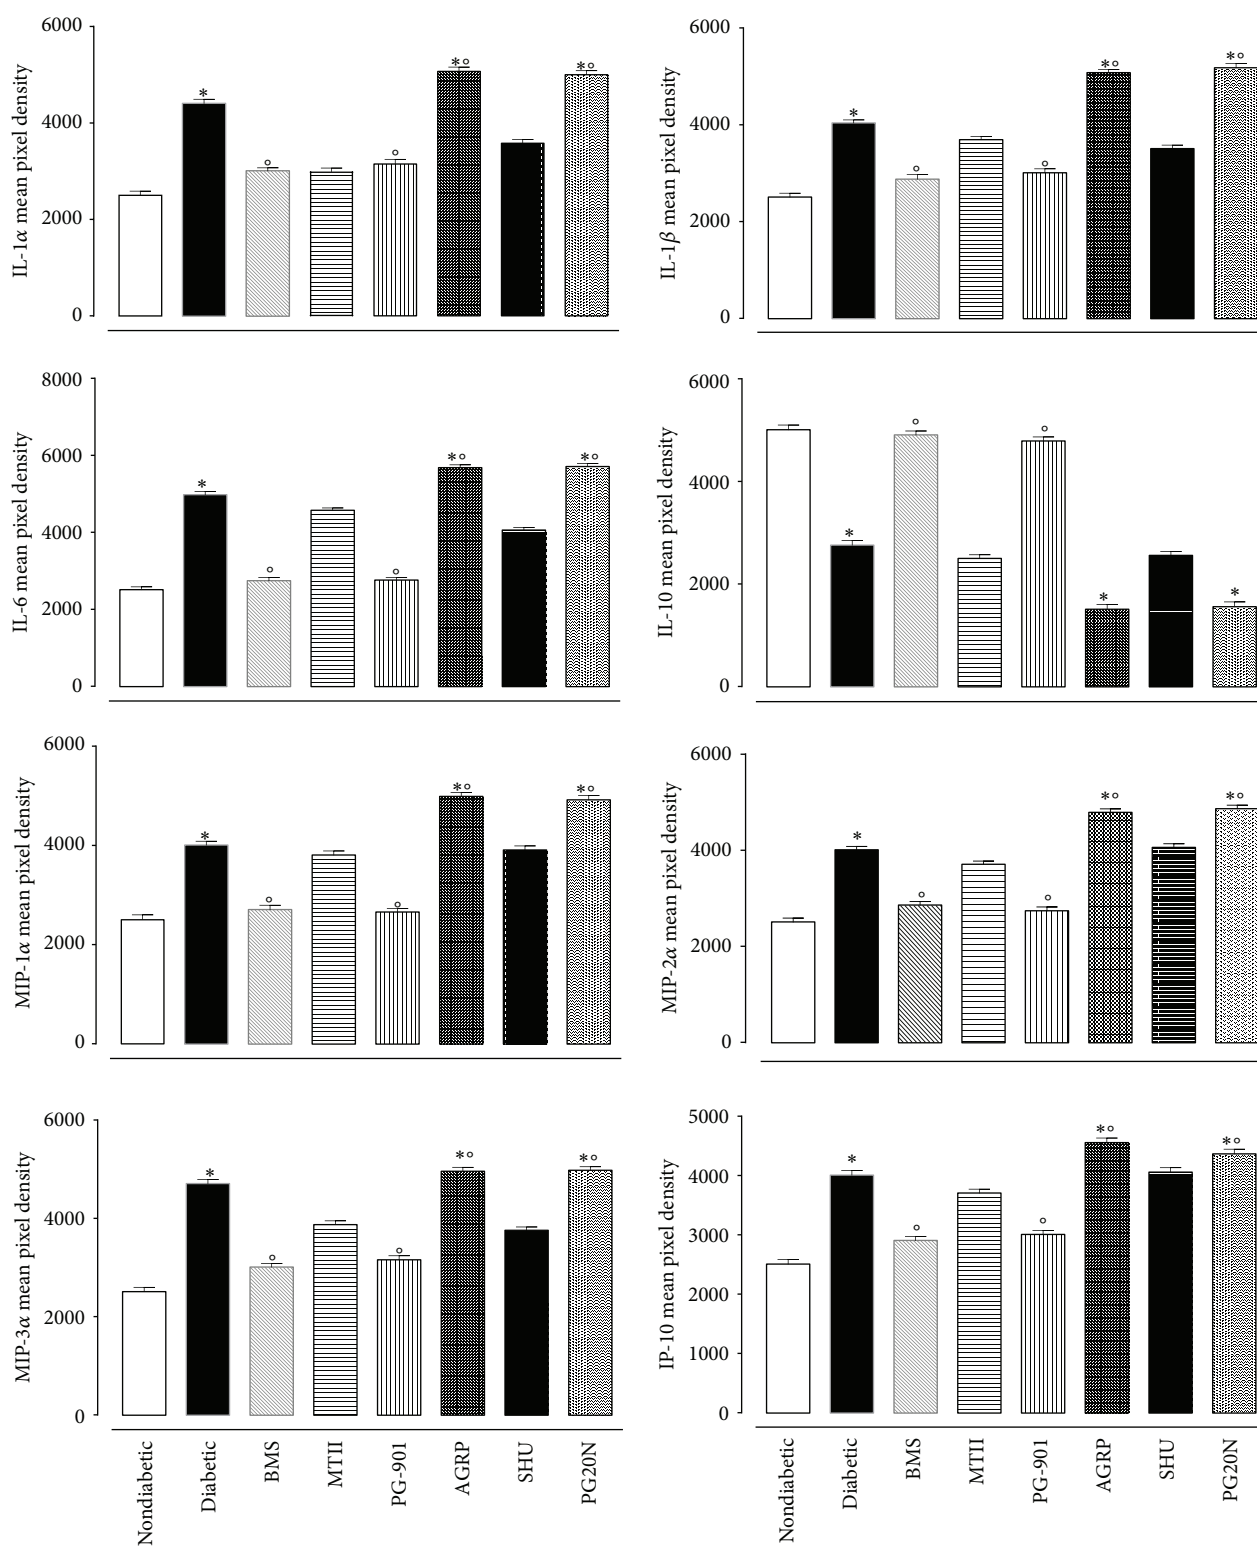 IL-1α mean pixel density
6000
4000
2000
0
* ° ° *° *°
IL-1β mean pixel density
6000
4000
2000
0
* ° ° *° *°
IL-6 mean pixel density
8000
6000
4000
2000
0
* ° ° *° *°
IL-10 mean pixel density
6000
4000
2000
0
* ° ° * *
MIP-1α mean pixel density
6000
4000
2000
0
* ° ° *° *°
MIP-2α mean pixel density
6000
4000
2000
0
* ° ° *° *°
MIP-3α mean pixel density
6000
4000
2000
0
* ° ° *° *°
Nondiabetic
Diabetic
BMS
MTII
PG-901
AGRP
SHU
PG20N
IP-10 mean pixel density
5000
4000
3000
2000
1000
0
* ° ° *° *°
Nondiabetic
Diabetic
BMS
MTII
PG-901
AGRP
SHU
PG20N